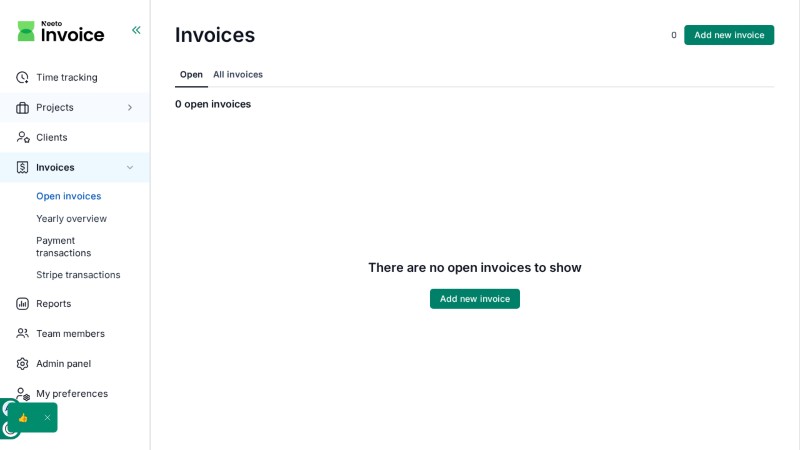 Neeto
Invoice
Time tracking
Projects
Clients
Invoices
Open invoices
Yearly overview
Payment
transactions
Stripe transactions
Reports
Team members
Admin panel
My preferences
Invoices
0
Add new invoice
Open
All invoices
0 open invoices
There are no open invoices to show
Add new invoice